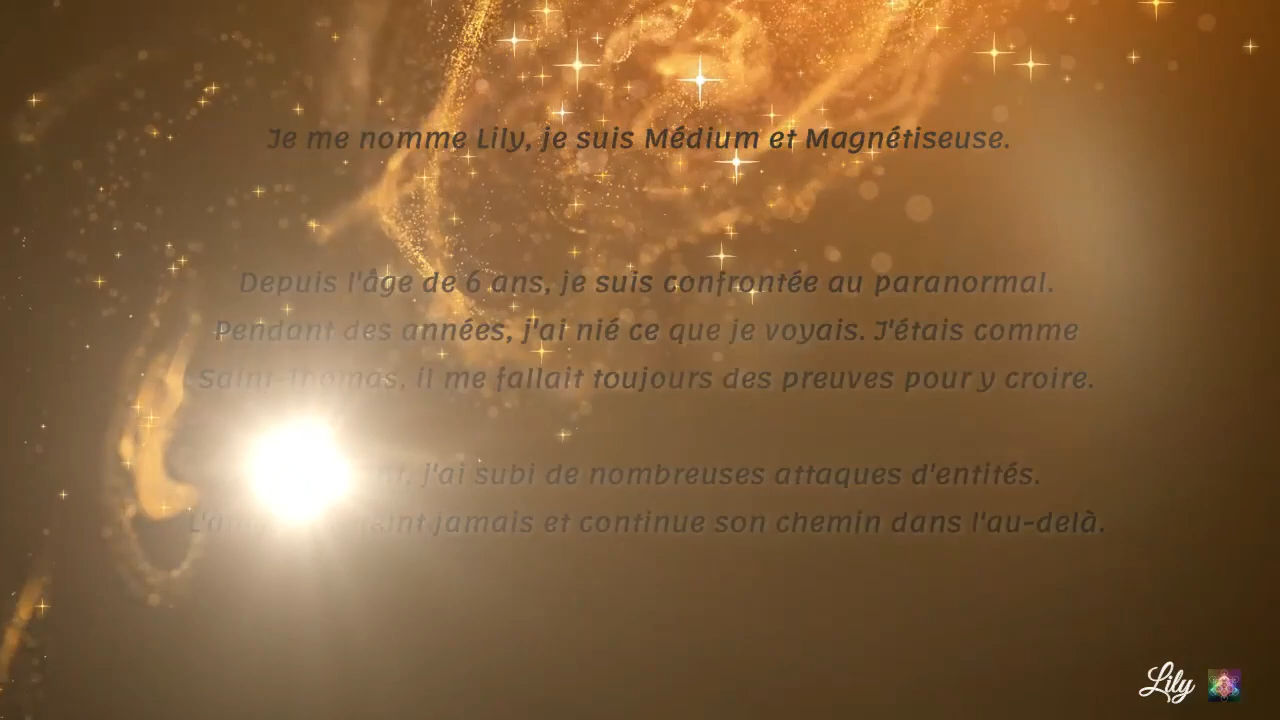 Je me nomme Lily, je suis Médium et Magnétiseuse.
Depuis l'âge de 6 ans, je suis confrontée au paranormal.
Pendant des années, j'ai nié ce que je voyais. J'étais comme
Saint-Thomas, il me fallait toujours des preuves pour y croire.
j'ai subi de nombreuses attaques d'entités.
jamais et continue son chemin dans l'au-delà.
Lily